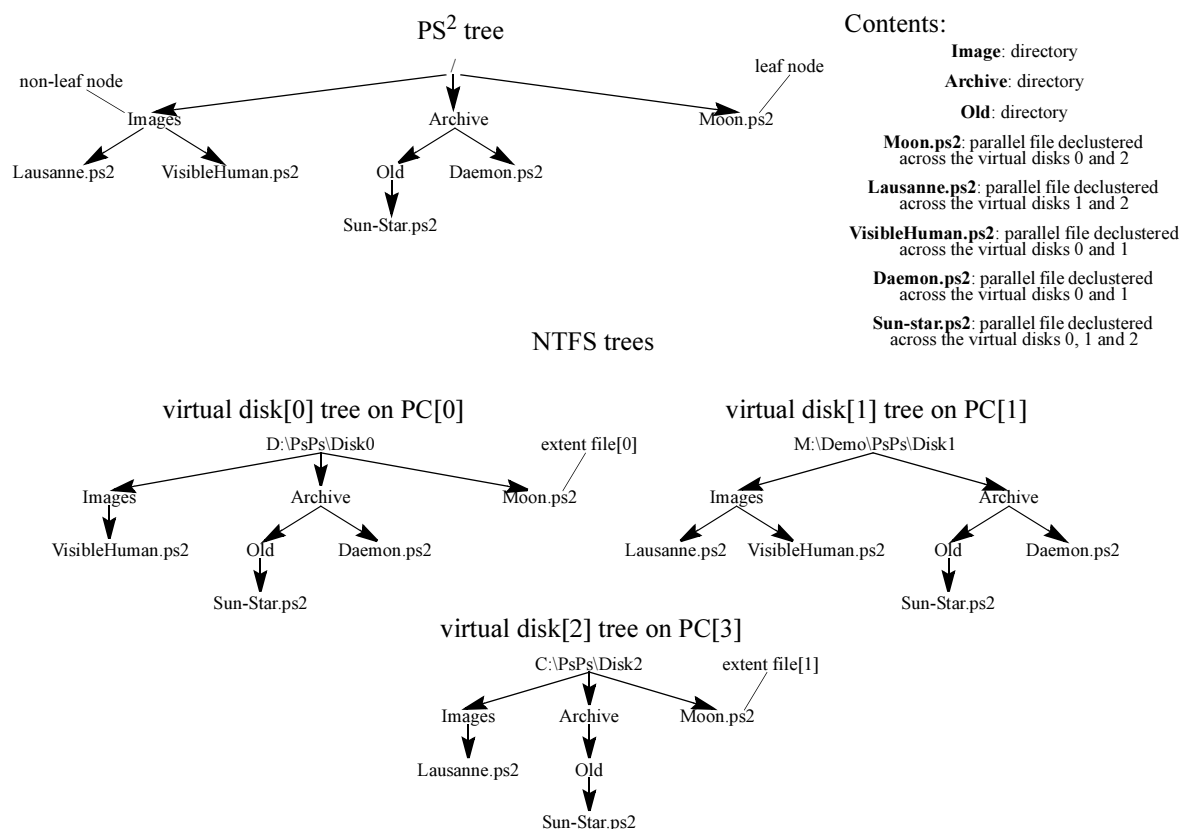 PS2 tree
Contents:
Image: directory
Archive: directory
Old: directory
Moon.ps2: parallel file declustered
across the virtual disks 0 and 2
Lausanne.ps2: parallel file declustered
across the virtual disks 1 and 2
VisibleHuman.ps2: parallel file declustered
across the virtual disks 0 and 1
Daemon.ps2: parallel file declustered
across the virtual disks 0 and 1
Sun-star.ps2: parallel file declustered
across the virtual disks 0, 1 and 2
/
non-leaf node
leaf node
Images
Archive
Moon.ps2
Lausanne.ps2
VisibleHuman.ps2
Old
Daemon.ps2
Sun-Star.ps2
NTFS trees
virtual disk[0] tree on PC[0]
D:\PsPs\Disk0
extent file[0]
Images
Archive
Moon.ps2
VisibleHuman.ps2
Old
Daemon.ps2
Sun-Star.ps2
virtual disk[1] tree on PC[1]
M:\Demo\PsPs\Disk1
Images
Archive
Lausanne.ps2
VisibleHuman.ps2
Old
Daemon.ps2
Sun-Star.ps2
virtual disk[2] tree on PC[3]
C:\PsPs\Disk2
extent file[1]
Images
Archive
Moon.ps2
Lausanne.ps2
Old
Sun-Star.ps2